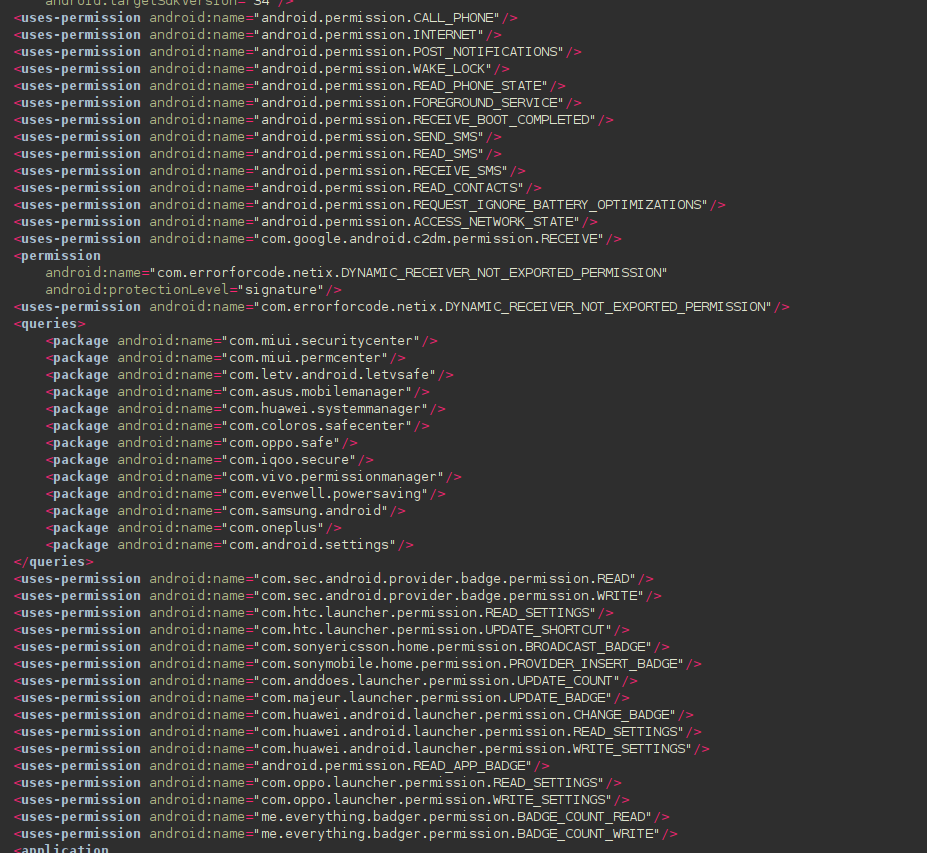 android:targetSdkVersion="34"/>
<uses-permission android:name="android.permission.CALL_PHONE"/>
<uses-permission android:name="android.permission.INTERNET"/>
<uses-permission android:name="android.permission.POST_NOTIFICATIONS"/>
<uses-permission android:name="android.permission.WAKE_LOCK"/>
<uses-permission android:name="android.permission.READ_PHONE_STATE"/>
<uses-permission android:name="android.permission.FOREGROUND_SERVICE"/>
<uses-permission android:name="android.permission.RECEIVE_BOOT_COMPLETED"/>
<uses-permission android:name="android.permission.SEND_SMS"/>
<uses-permission android:name="android.permission.READ_SMS"/>
<uses-permission android:name="android.permission.RECEIVE_SMS"/>
<uses-permission android:name="android.permission.READ_CONTACTS"/>
<uses-permission android:name="android.permission.REQUEST_IGNORE_BATTERY_OPTIMIZATIONS"/>
<uses-permission android:name="android.permission.ACCESS_NETWORK_STATE"/>
<uses-permission android:name="com.google.android.c2dm.permission.RECEIVE"/>
<permission
android:name="com.errorforcode.netix.DYNAMIC_RECEIVER_NOT_EXPORTED_PERMISSION"
android:protectionLevel="signature"/>
<uses-permission android:name="com.errorforcode.netix.DYNAMIC_RECEIVER_NOT_EXPORTED_PERMISSION"/>
<queries>
<package android:name="com.miui.securitycenter"/>
<package android:name="com.miui.permcenter"/>
<package android:name="com.letv.android.letvsafe"/>
<package android:name="com.asus.mobilemanager"/>
<package android:name="com.huawei.systemmanager"/>
<package android:name="com.coloros.safecenter"/>
<package android:name="com.oppo.safe"/>
<package android:name="com.iqoo.secure"/>
<package android:name="com.vivo.permissionmanager"/>
<package android:name="com.evenwell.powersaving"/>
<package android:name="com.samsung.android"/>
<package android:name="com.oneplus"/>
<package android:name="com.android.settings"/>
</queries>
<uses-permission android:name="com.sec.android.provider.badge.permission.READ"/>
<uses-permission android:name="com.sec.android.provider.badge.permission.WRITE"/>
<uses-permission android:name="com.htc.launcher.permission.READ_SETTINGS"/>
<uses-permission android:name="com.htc.launcher.permission.UPDATE_SHORTCUT"/>
<uses-permission android:name="com.sonyericsson.home.permission.BROADCAST_BADGE"/>
<uses-permission android:name="com.sonymobile.home.permission.PROVIDER_INSERT_BADGE"/>
<uses-permission android:name="com.anddoes.launcher.permission.UPDATE_COUNT"/>
<uses-permission android:name="com.majeur.launcher.permission.UPDATE_BADGE"/>
<uses-permission android:name="com.huawei.android.launcher.permission.CHANGE_BADGE"/>
<uses-permission android:name="com.huawei.android.launcher.permission.READ_SETTINGS"/>
<uses-permission android:name="com.huawei.android.launcher.permission.WRITE_SETTINGS"/>
<uses-permission android:name="android.permission.READ_APP_BADGE"/>
<uses-permission android:name="com.oppo.launcher.permission.READ_SETTINGS"/>
<uses-permission android:name="com.oppo.launcher.permission.WRITE_SETTINGS"/>
<uses-permission android:name="me.everything.badger.permission.BADGE_COUNT_READ"/>
<uses-permission android:name="me.everything.badger.permission.BADGE_COUNT_WRITE"/>
<application